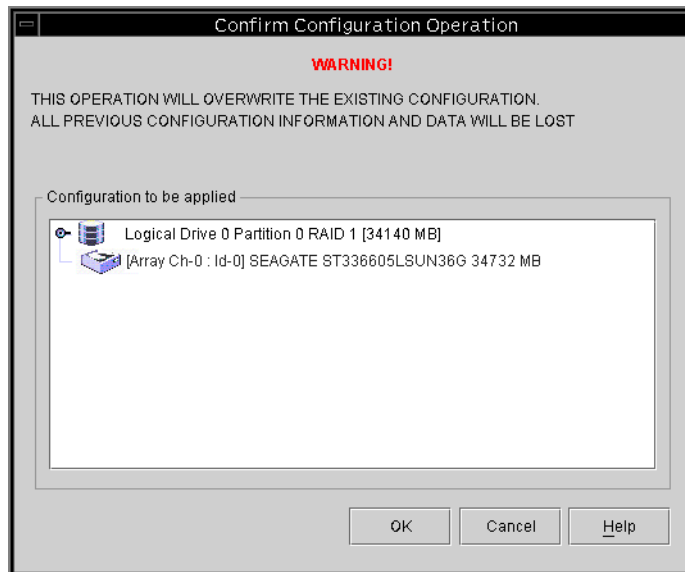 Confirm Configuration Operation
WARNING!
THIS OPERATION WILL OVERWRITE THE EXISTING CONFIGURATION.
ALL PREVIOUS CONFIGURATION INFORMATION AND DATA WILL BE LOST
Configuration to be applied
Logical Drive 0 Partition 0 RAID 1 [34140 MB]
[Array Ch-0 : Id-0] SEAGATE ST336605LSUN36G 34732 MB
OK
Cancel
Help